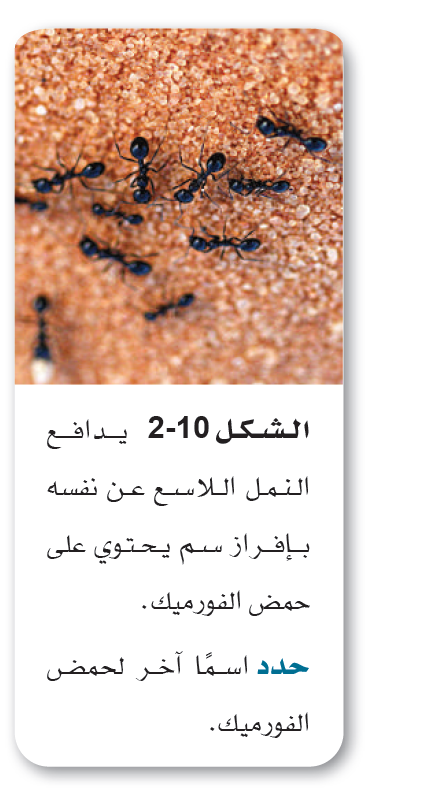 الشكل 10-2 يدافع
النمل اللاسع عن نفسه
بإفراز سم يحتوي على
حمض الفورميك.
حدد اسمًا آخر لحمض
الفورميك.